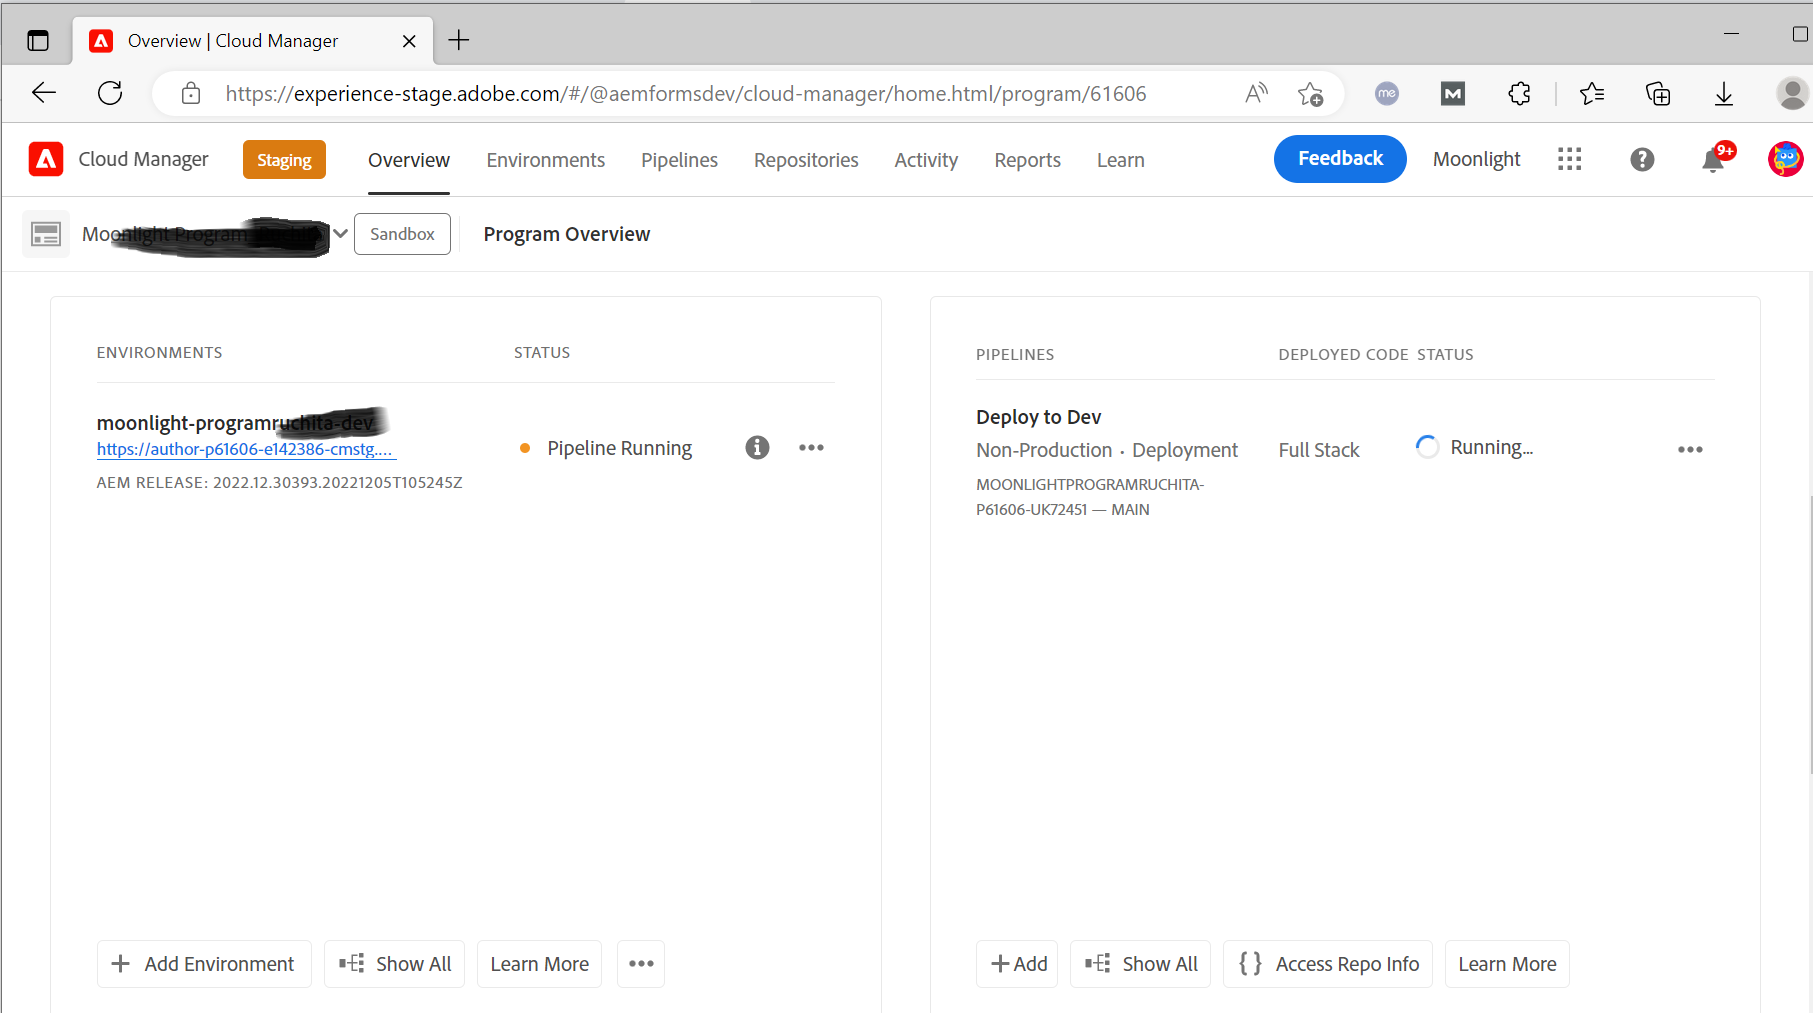 Overview | Cloud Manager
https://experience-stage.adobe.com/#/@aemformsdev/cloud-manager/home.html/program/61606
me
M
Cloud Manager
Staging
Overview
Environments
Pipelines
Repositories
Activity
Reports
Learn
Feedback
Moonlight
9+
Moonlight Program
Sandbox
Program Overview
ENVIRONMENTS
STATUS
moonlight-programruchita-dev
https://author-p61606-e142386-cmstg....
Pipeline Running
AEM RELEASE: 2022.12.30393.20221205T105245Z
PIPELINES
DEPLOYED CODE
STATUS
Deploy to Dev
Non-Production · Deployment
Full Stack
Running...
MOONLIGHTPROGRAMRUCHITA-
P61606-UK72451 — MAIN
Add Environment
Show All
Learn More
Add
Show All
Access Repo Info
Learn More